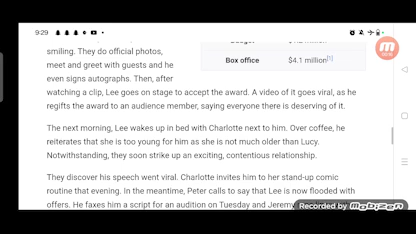 9:29
smiling. They do official photos,
meet and greet with guests and he
even signs autographs. Then, after
Box office $4.1 million[1]
watching a clip, Lee goes on stage to accept the award. A video of it goes viral, as
he regifts the award to an audience member, saying everyone there is deserving of it.
The next morning, Lee wakes up in bed with Charlotte next to him. Over coffee, he
reiterates that she is too young for him as she is not much older than Lucy.
Notwithstanding, they soon strike up an exciting, contentious relationship.
They discover his speech went viral. Charlotte invites him to her stand-up comic
routine that evening. In the meantime, Peter calls to say that Lee is now flooded with
offers. He faxes him a script for an audition on Tuesday and Jeremy
Recorded by Mobizen